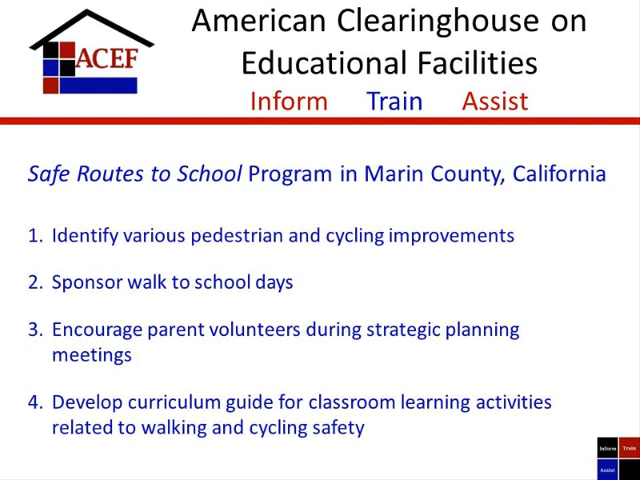 ACEF
American Clearinghouse on
Educational Facilities
Inform Train Assist
Safe Routes to School Program in Marin County, California
1. Identify various pedestrian and cycling improvements
2. Sponsor walk to school days
3. Encourage parent volunteers during strategic planning
meetings
4. Develop curriculum guide for classroom learning activities
related to walking and cycling safety
Inform Train
Assist